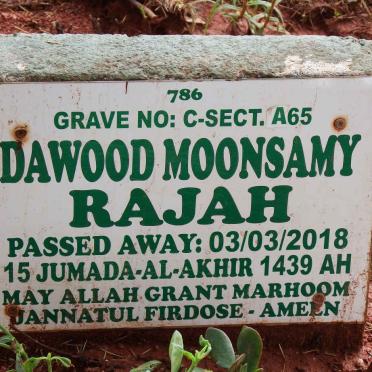 786
GRAVE NO: C-SECT. A65
DAWOOD MOONSAMY
RAJAH
PASSED AWAY: 03/03/2018
15 JUMADA-AL-AKHIR 1439 AH
MAY ALLAH GRANT MARHOOM
JANNATUL FIRDOSE - AMEEN